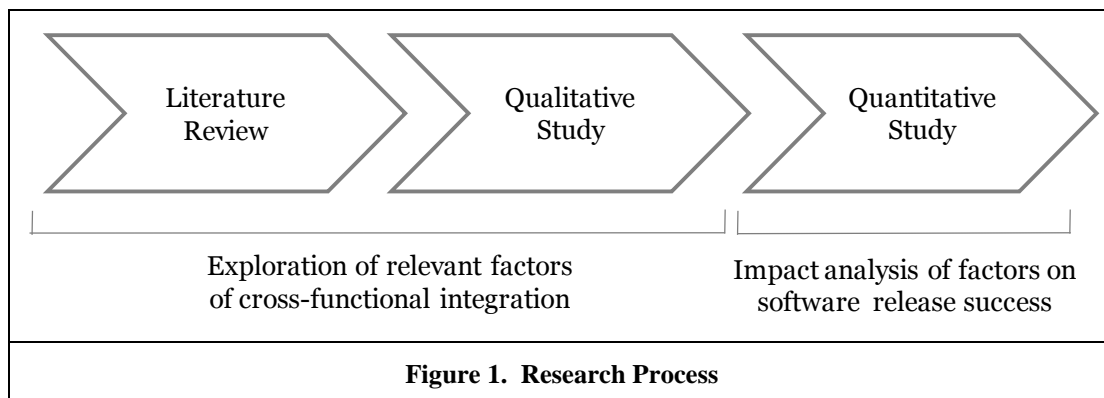 Literature
Review
Qualitative
Study
Quantitative
Study
Exploration of relevant factors
of cross-functional integration
Impact analysis of factors on
software release success
Figure 1. Research Process